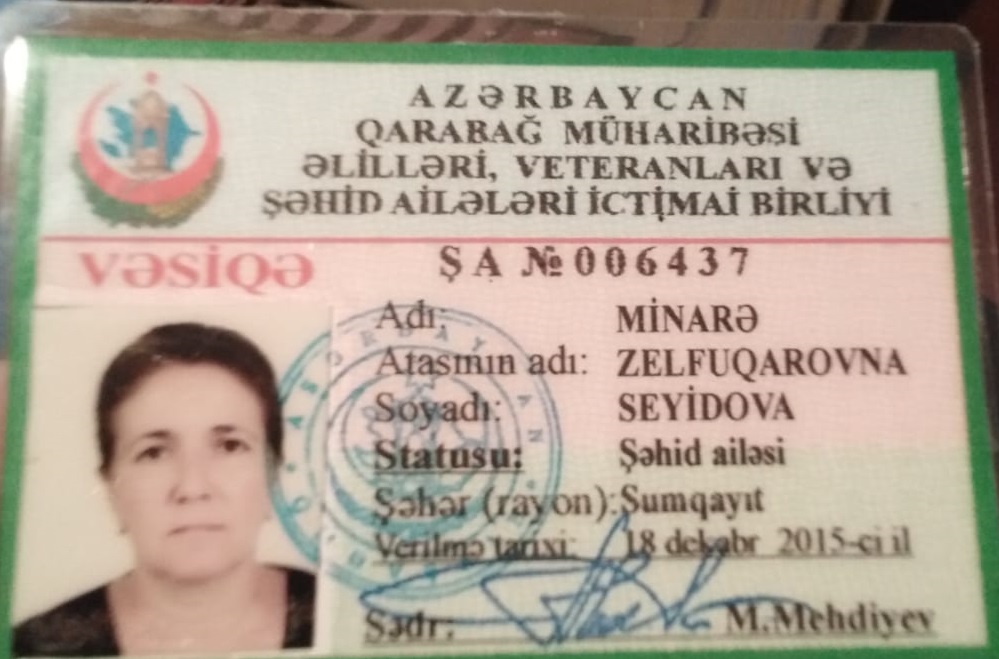 AZƏRBAYCAN
QARABAĞ MÜHARİBƏSİ
ƏLİLLƏRİ, VETERANLARI VƏ
ŞƏHİD AİLƏLƏRİ İCTİMAİ BİRLİYİ
VƏSİQƏ ŞA №006437
Adı: MİNARƏ
Atasının adı: ZELFUQAROVNA
Soyadı: SEYİDOVA
Statusu: Şəhid ailəsi
Şəhər (rayon): Sumqayıt
Verilmə tarixi: 18 dekabr 2015-ci il
Sədr: M.Mehdiyev